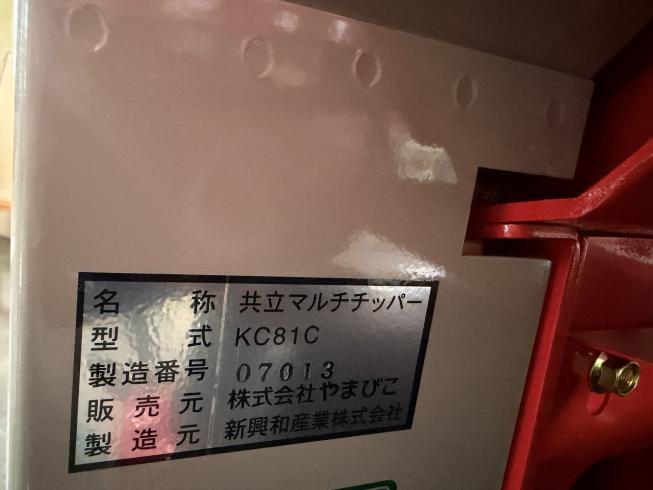 名称 共立マルチチッパー
型式 KC81C
製造番号 07013
販売元 株式会社やまびこ
製造元 新興和産業株式会社